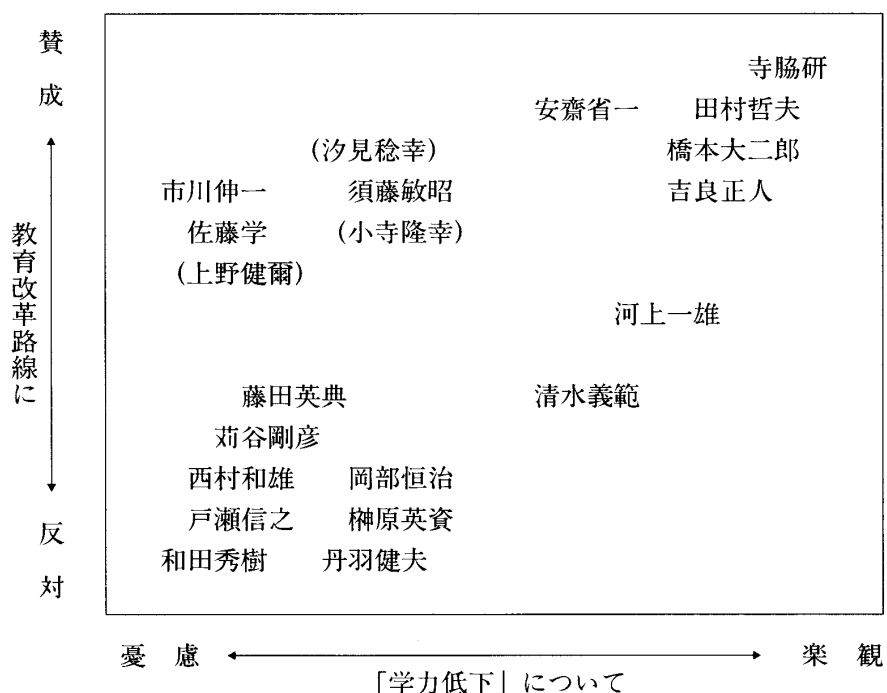 賛成
寺脇研
安齋省一 田村哲夫
(汐見稔幸) 橋本大二郎
市川伸一 須藤敏昭 吉良正人
佐藤学 (小寺隆幸)
(上野健爾)
教育改革路線に
河上一雄
藤田英典 清水義範
苅谷剛彦
西村和雄 岡部恒治
戸瀬信之 榊原英資
和田秀樹 丹羽健夫
反対
憂慮 楽観
「学力低下」について